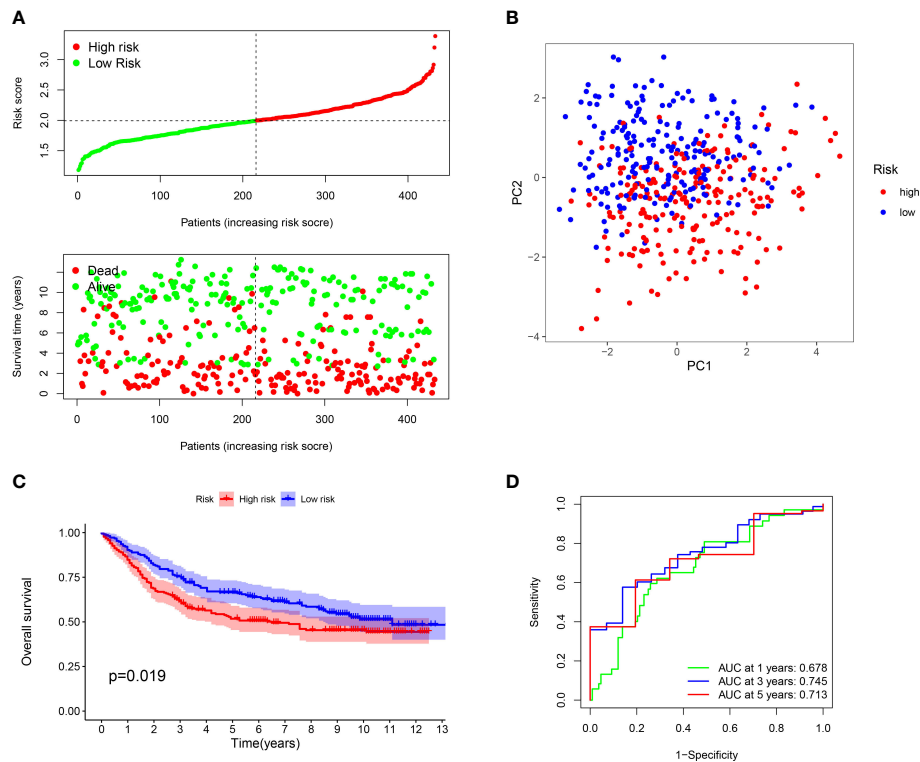 A
High risk
Low Risk
Risk score
3.0
2.5
2.0
1.5
0
100
200
300
400
Patients (increasing risk socre)
Dead
Alive
Survival time (years)
10
8
6
4
2
0
0
100
200
300
400
Patients (increasing risk socre)
B
PC2
2
0
−2
−4
−2
0
2
4
PC1
Risk
high
low
C
Risk High risk Low risk
Overall survival
1.00
0.75
0.50
0.25
0.00
p=0.019
0 1 2 3 4 5 6 7 8 9 10 11 12 13
Time(years)
D
Sensitivity
1.0
0.8
0.6
0.4
0.2
0.0
AUC at 1 years: 0.678
AUC at 3 years: 0.745
AUC at 5 years: 0.713
0.0 0.2 0.4 0.6 0.8 1.0
1−Specificity